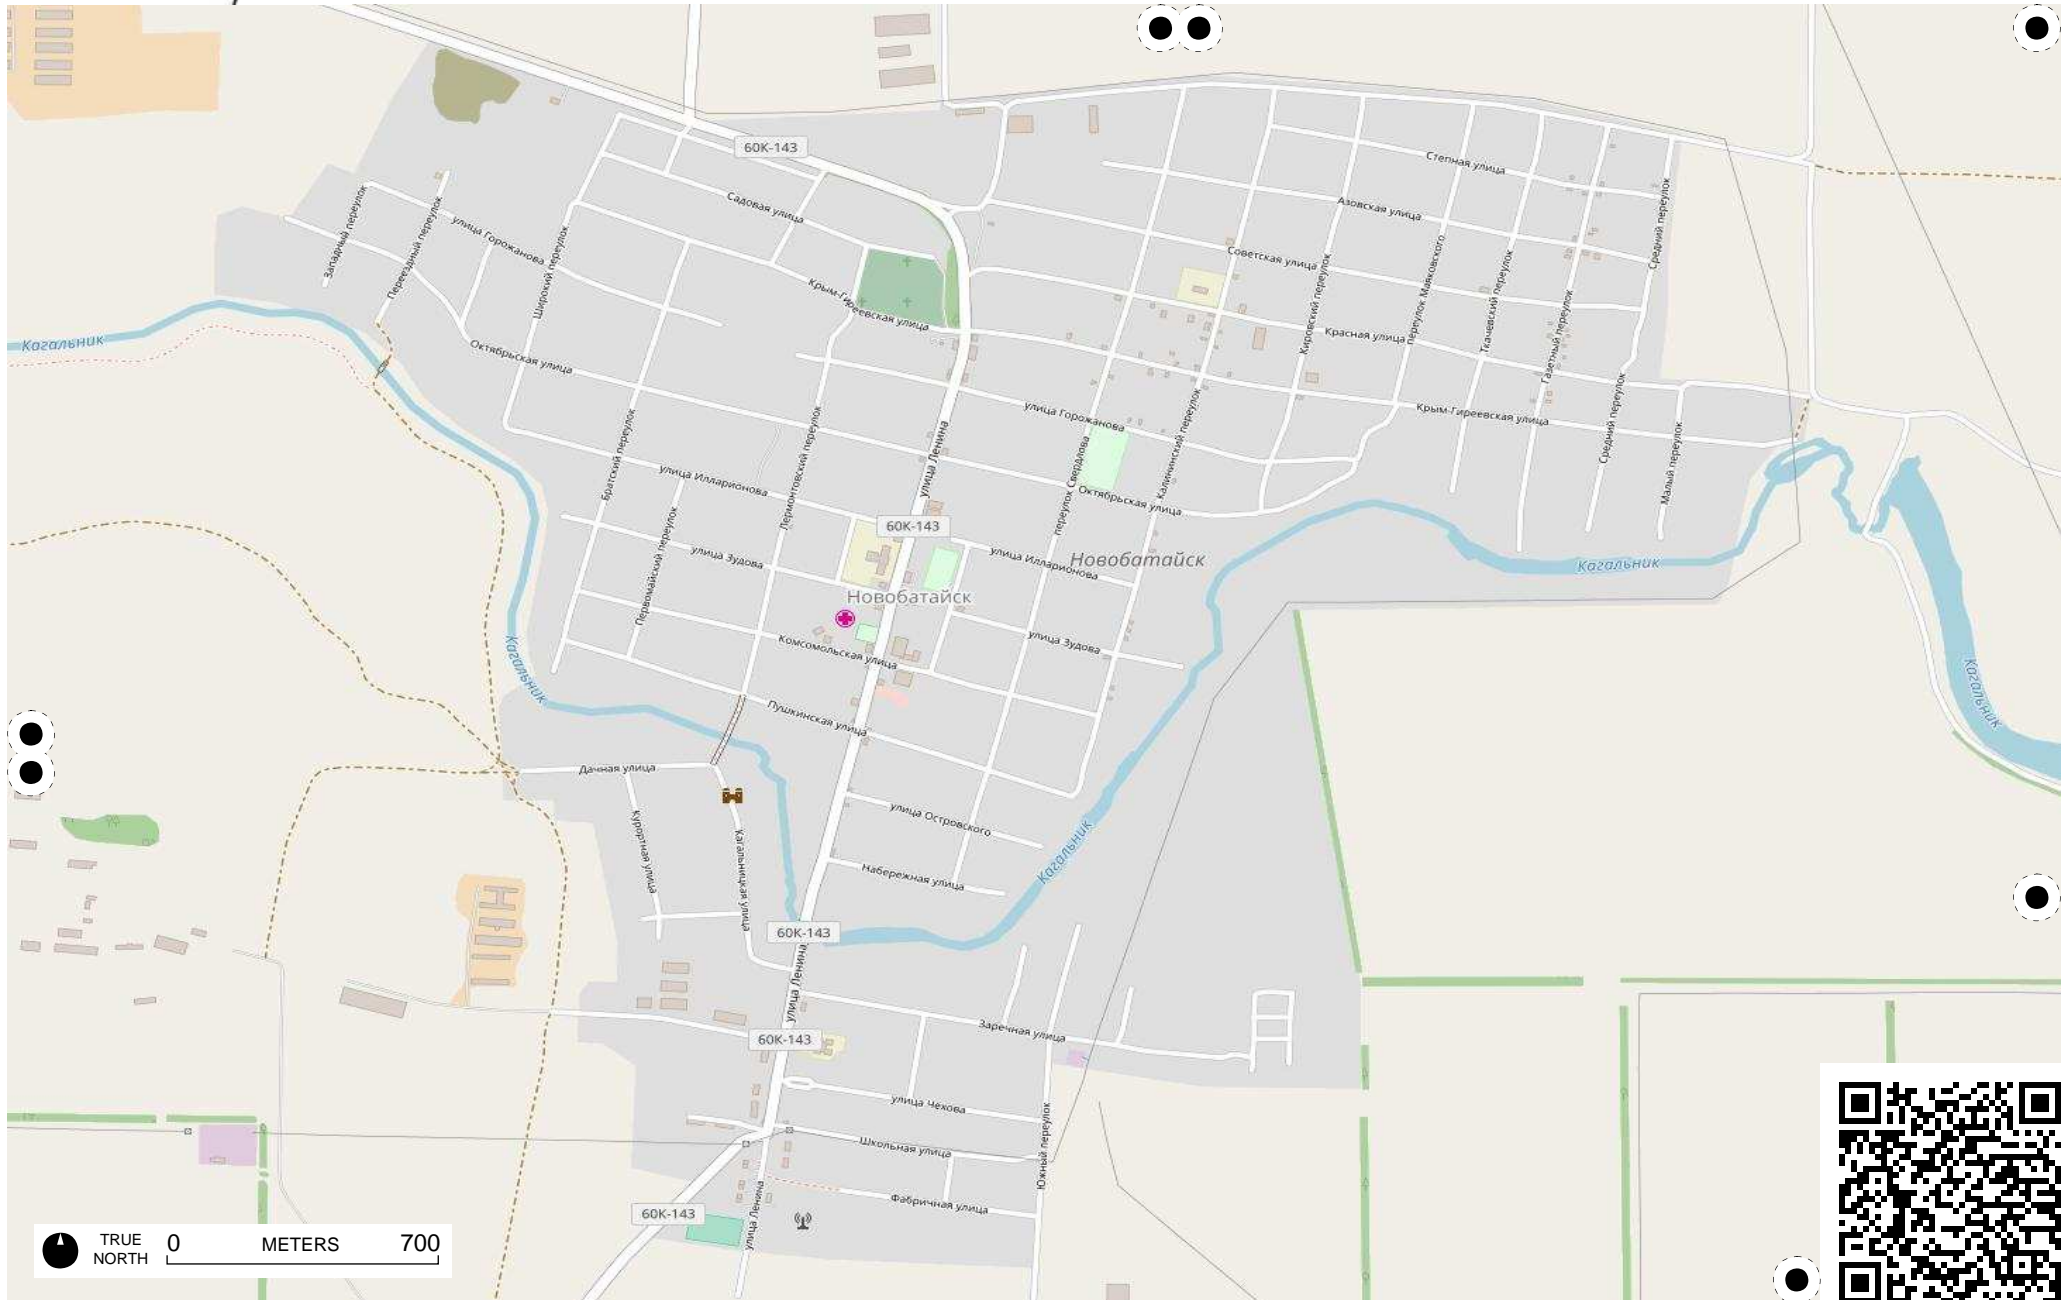 60K-143
Степная улица
Садовая улица
Азовская улица
Средний переулок
Западный переулок
Переездный переулок
улица Горожанова
Широкий переулок
Советская улица
Крым-Гиреевская улица
Кировский переулок
переулок Маяковского
Ткачевский переулок
Газетный переулок
Красная улица
Кагальник
Октябрьская улица
улица Горожанова
Крым-Гиреевская улица
Средний переулок
Малый переулок
Братский переулок
Лермонтовский переулок
улица Ленина
переулок Свердлова
Калининский переулок
улица Илларионова
Октябрьская улица
60K-143
Первомайский переулок
улица Зудова
улица Илларионова
Новобатайск
Кагальник
Новобатайск
Комсомольская улица
улица Зудова
Кагальник
Кагальник
Пушкинская улица
Дачная улица
Курортная улица
Кагальницкая улица
улица Островского
Набережная улица
Кагальник
60K-143
улица Ленина
Заречная улица
60K-143
улица Чехова
Школьная улица
Южный переулок
Фабричная улица
60K-143
улица Ленина
TRUE NORTH
0 METERS 700